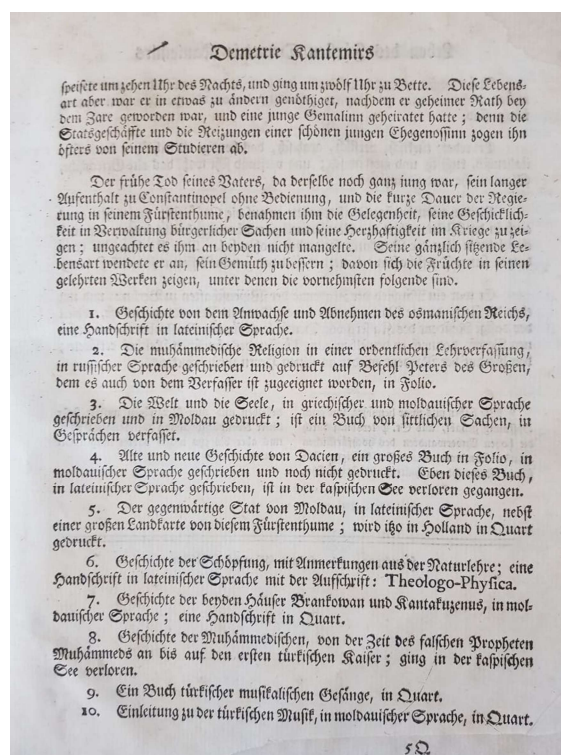 Demetrie Kantemirs
speisete um zehen Uhr des Nachts, und ging um zwölf Uhr zu Bette. Diese Lebens-
art aber war er in etwas zu ändern genöthiget, nachdem er geheimer Rath bey
dem Zare geworden war, und eine junge Gemalinn geheiratet hatte; denn die
Statsgeschäffte und die Reizungen einer schönen jungen Ehegenossinn zogen ihn
öfters von seinem Studieren ab.
Der frühe Tod seines Vaters, da derselbe noch ganz jung war, sein langer
Aufenthalt zu Constantinopel ohne Bedienung, und die kurze Dauer der Regie-
rung in seinem Fürstenthume, benahmen ihm die Gelegenheit, seine Geschicklich-
keit in Verwaltung bürgerlicher Sachen und seine Herzhaftigkeit im Kriege zu zei-
gen; ungeachtet es ihm an beyden nicht mangelte. Seine gänzlich sitzende Le-
bensart wendete er an, sein Gemüth zu bessern; davon sich die Früchte in seinen
gelehrten Werken zeigen, unter denen die vornehmsten folgende sind.
1. Geschichte von dem Anwachse und Abnehmen des osmanischen Reichs,
eine Handschrift in lateinischer Sprache.
2. Die muhämmedische Religion in einer ordentlichen Lehrverfassung,
in russischer Sprache geschrieben und gedruckt auf Befehl Peters des Großen,
dem es auch von dem Verfasser ist zugeeignet worden, in Folio.
3. Die Welt und die Seele, in griechischer und moldauischer Sprache
geschrieben und in Moldau gedruckt; ist ein Buch von sittlichen Sachen, in
Gesprächen verfasset.
4. Alte und neue Geschichte von Dacien, ein großes Buch in Folio, in
moldauischer Sprache geschrieben und noch nicht gedruckt. Eben dieses Buch,
in lateinischer Sprache geschrieben, ist in der kaspischen See verloren gegangen.
5. Der gegenwärtige Stat von Moldau, in lateinischer Sprache, nebst
einer großen Landkarte von diesem Fürstenthume; wird itzo in Holland in Quart
gedruckt.
6. Geschichte der Schöpfung, mit Anmerkungen aus der Naturlehre; eine
Handschrift in lateinischer Sprache mit der Aufschrift: Theologo-Physica.
7. Geschichte der beyden Häuser Brankowan und Kantakuzenus, in mol-
dauischer Sprache; eine Handschrift in Quart.
8. Geschichte der Muhämmedischen, von der Zeit des falschen Propheten
Muhämmeds an bis auf den ersten türkischen Kaiser; ging in der kaspischen
See verloren.
9. Ein Buch türkischer musikalischen Gesänge, in Quart.
10. Einleitung zu der türkischen Musik, in moldauischer Sprache, in Quart.
5 Q